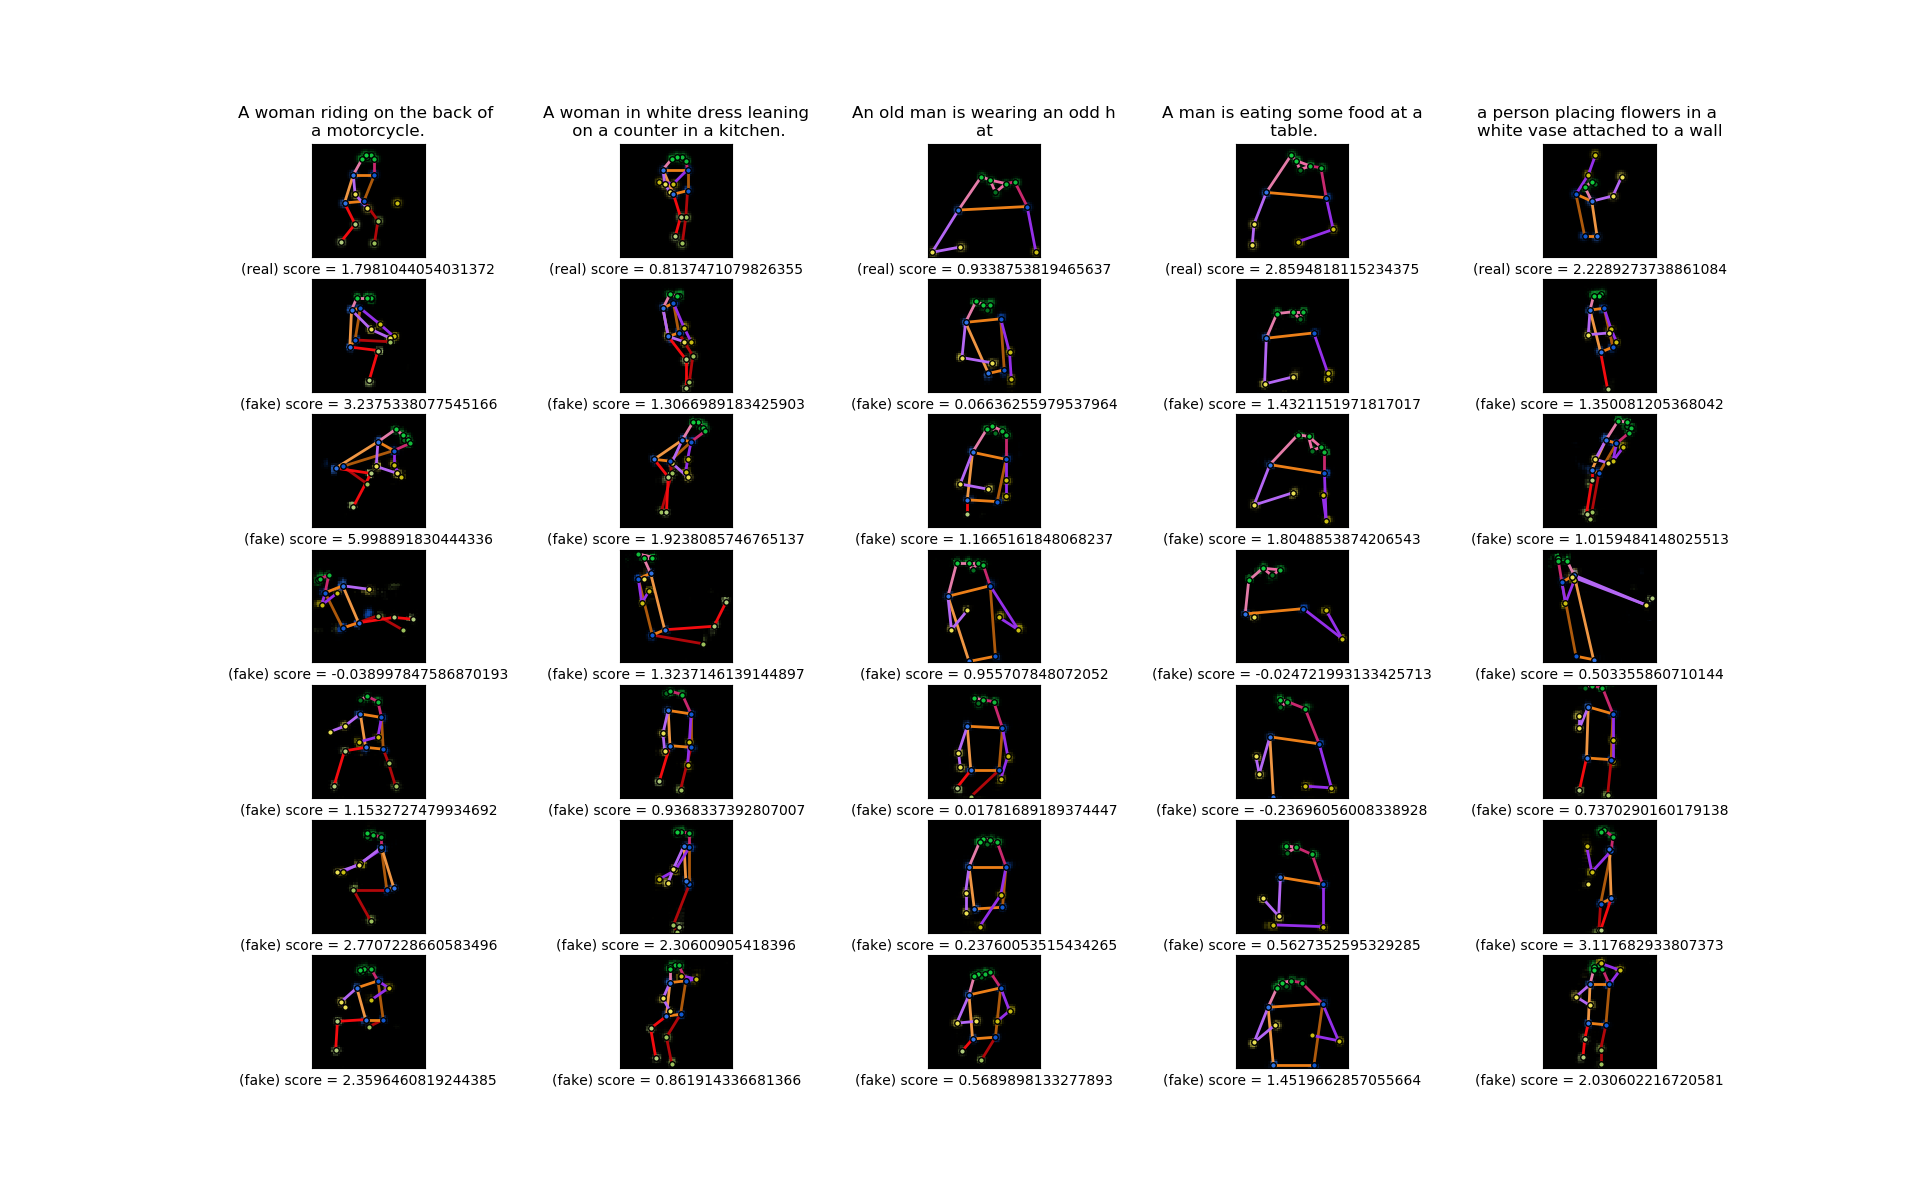 A woman riding on the back of
a motorcycle.
A woman in white dress leaning
on a counter in a kitchen.
An old man is wearing an odd h
at
A man is eating some food at a
table.
a person placing flowers in a
white vase attached to a wall
(real) score = 1.7981044054031372
(real) score = 0.8137471079826355
(real) score = 0.9338753819465637
(real) score = 2.8594818115234375
(real) score = 2.2289273738861084
(fake) score = 3.2375338077545166
(fake) score = 1.3066989183425903
(fake) score = 0.06636255979537964
(fake) score = 1.4321151971817017
(fake) score = 1.350081205368042
(fake) score = 5.998891830444336
(fake) score = 1.9238085746765137
(fake) score = 1.1665161848068237
(fake) score = 1.8048853874206543
(fake) score = 1.0159484148025513
(fake) score = -0.038997847586870193
(fake) score = 1.3237146139144897
(fake) score = 0.955707848072052
(fake) score = -0.024721993133425713
(fake) score = 0.503355860710144
(fake) score = 1.1532727479934692
(fake) score = 0.9368337392807007
(fake) score = 0.01781689189374447
(fake) score = -0.23696056008338928
(fake) score = 0.7370290160179138
(fake) score = 2.7707228660583496
(fake) score = 2.30600905418396
(fake) score = 0.23760053515434265
(fake) score = 0.5627352595329285
(fake) score = 3.117682933807373
(fake) score = 2.3596460819244385
(fake) score = 0.861914336681366
(fake) score = 0.5689898133277893
(fake) score = 1.4519662857055664
(fake) score = 2.030602216720581